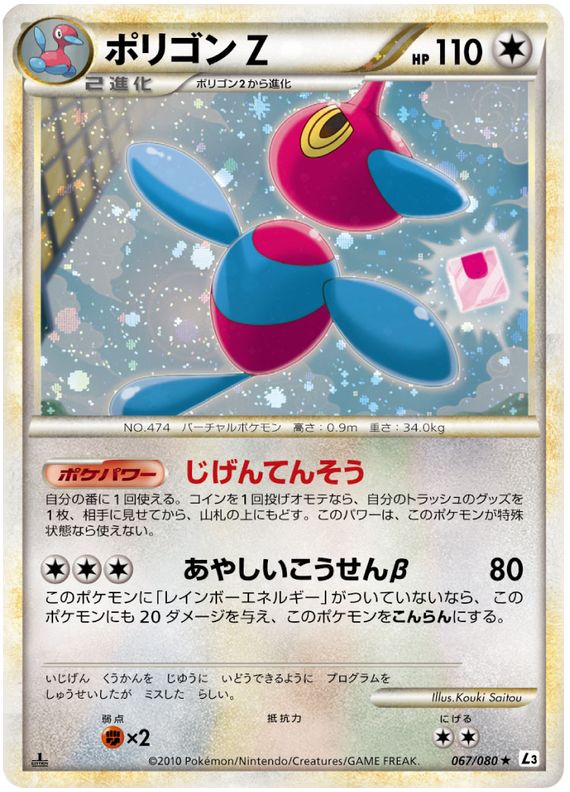 ポリゴンZ HP 110
2進化 ポリゴン2から進化
NO.474 バーチャルポケモン 高さ：0.9m 重さ：34.0kg
ポケパワー じげんてんそう
自分の番に1回使える。コインを1回投げオモテなら、自分のトラッシュのグッズを
1枚、相手に見せてから、山札の上にもどす。このパワーは、このポケモンが特殊
状態なら使えない。
あやしいこうせんβ 80
このポケモンに「レインボーエネルギー」がついていないなら、この
ポケモンにも20ダメージを与え、このポケモンをこんらんにする。
いじげん くうかんを じゆうに いどうできるように プログラムを
しゅうせいしたが ミスした らしい。
Illus.Kouki Saitou
弱点 抵抗力 にげる
×2
1 EDITION ©2010 Pokémon/Nintendo/Creatures/GAME FREAK. 067/080 ★ L3